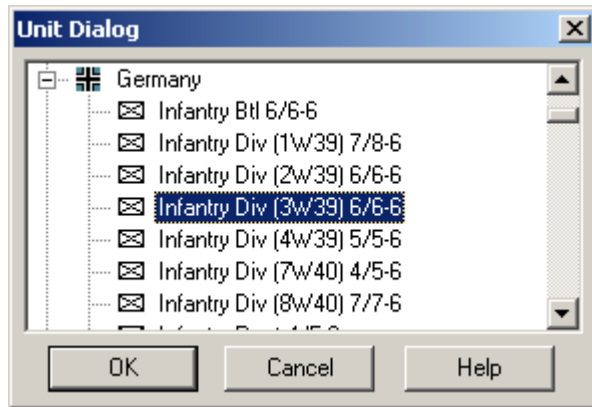 Unit Dialog
Germany
Infantry Btl 6/6-6
Infantry Div (1W39) 7/8-6
Infantry Div (2W39) 6/6-6
Infantry Div (3W39) 6/6-6
Infantry Div (4W39) 5/5-6
Infantry Div (7W40) 4/5-6
Infantry Div (8W40) 7/7-6
OK Cancel Help